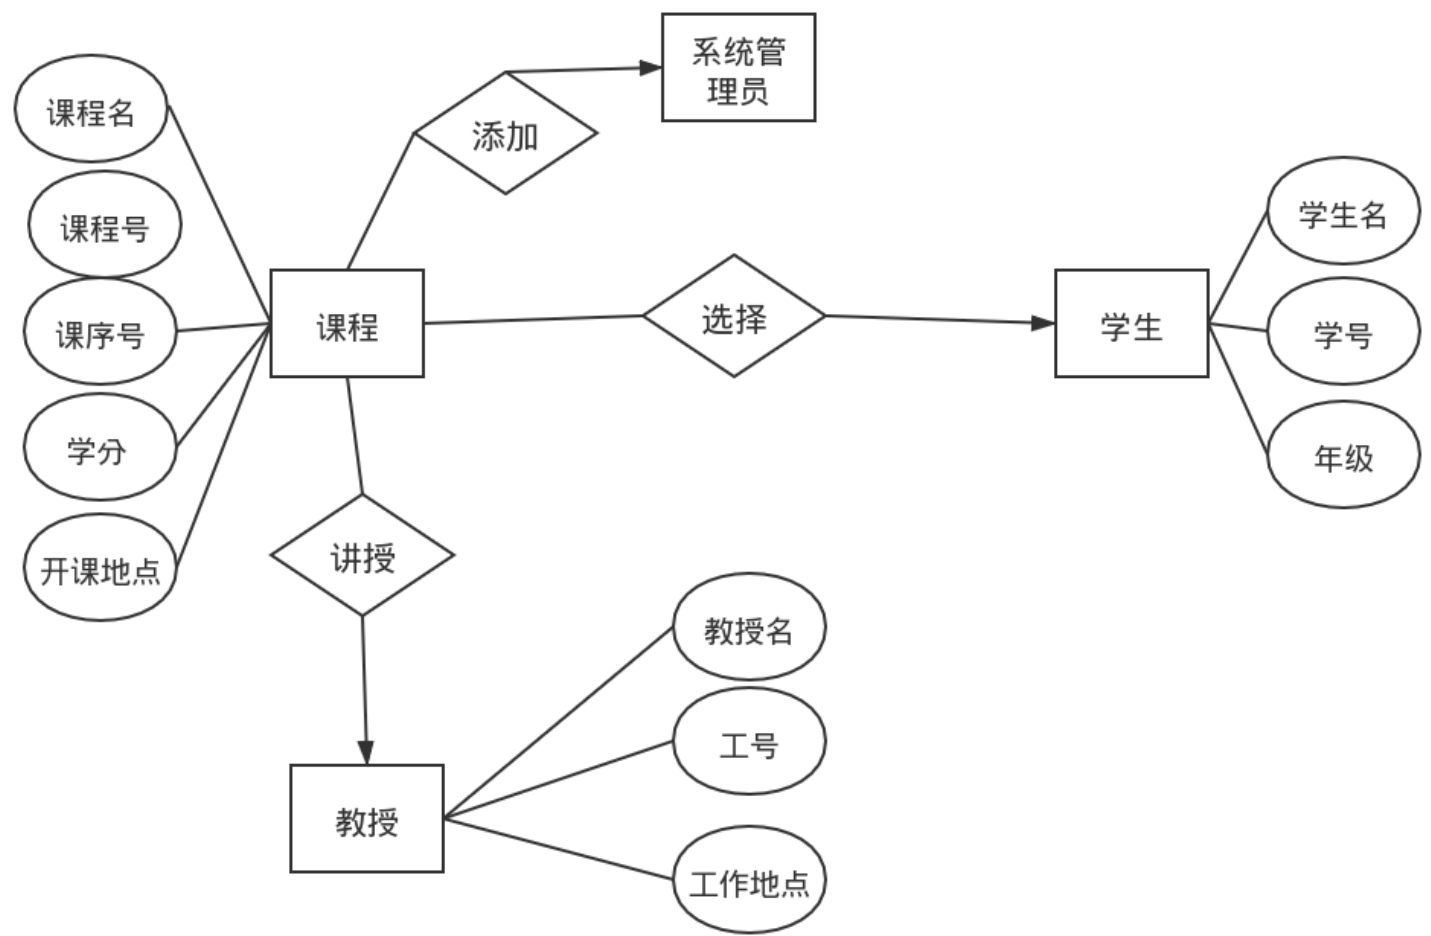 系统管
理员
课程名
添加
课程号
学生名
课序号
课程
选择
学生
学号
学分
年级
开课地点
讲授
教授名
工号
教授
工作地点